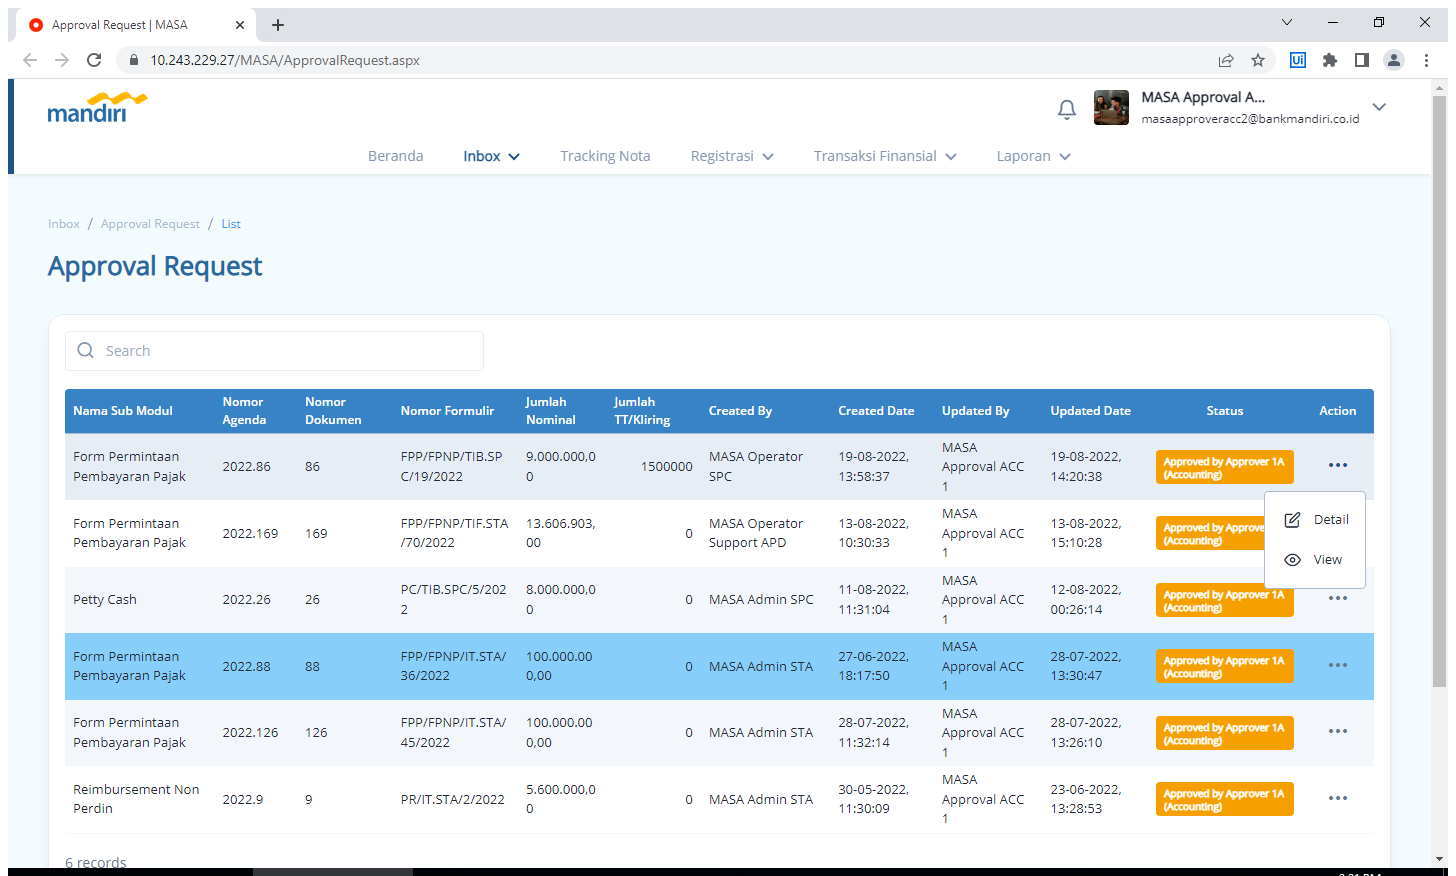 Approval Request | MASA
10.243.229.27/MASA/ApprovalRequest.aspx
mandiri
MASA Approval A...
masaapproveracc2@bankmandiri.co.id
Beranda Inbox Tracking Nota Registrasi Transaksi Finansial Laporan
Inbox / Approval Request / List
Approval Request
Search
Nama Sub Modul
Nomor
Agenda
Nomor
Dokumen
Nomor Formulir
Jumlah
Nominal
Jumlah
TT/Kliring
Created By
Created Date
Updated By
Updated Date
Status
Action
Form Permintaan
Pembayaran Pajak
2022.86
86
FPP/FPNP/TIB.SP
C/19/2022
9.000.000,0
0
1500000
MASA Operator
SPC
19-08-2022,
13:58:37
MASA
Approval ACC
1
19-08-2022,
14:20:38
Approved by Approver 1A
(Accounting)
Detail
View
Form Permintaan
Pembayaran Pajak
2022.169
169
FPP/FPNP/TIF.STA
/70/2022
13.606.903,
00
0
MASA Operator
Support APD
13-08-2022,
10:30:33
MASA
Approval ACC
1
13-08-2022,
15:10:28
Approved by Approve
(Accounting)
Petty Cash
2022.26
26
PC/TIB.SPC/5/202
2
8.000.000,0
0
0
MASA Admin SPC
11-08-2022,
11:31:04
MASA
Approval ACC
1
12-08-2022,
00:26:14
Approved by Approver 1A
(Accounting)
Form Permintaan
Pembayaran Pajak
2022.88
88
FPP/FPNP/IT.STA/
36/2022
100.000.00
0,00
0
MASA Admin STA
27-06-2022,
18:17:50
MASA
Approval ACC
1
28-07-2022,
13:30:47
Approved by Approver 1A
(Accounting)
Form Permintaan
Pembayaran Pajak
2022.126
126
FPP/FPNP/IT.STA/
45/2022
100.000.00
0,00
0
MASA Admin STA
28-07-2022,
11:32:14
MASA
Approval ACC
1
28-07-2022,
13:26:10
Approved by Approver 1A
(Accounting)
Reimbursement Non
Perdin
2022.9
9
PR/IT.STA/2/2022
5.600.000,0
0
0
MASA Admin STA
30-05-2022,
11:30:09
MASA
Approval ACC
1
23-06-2022,
13:28:53
Approved by Approver 1A
(Accounting)
6 records